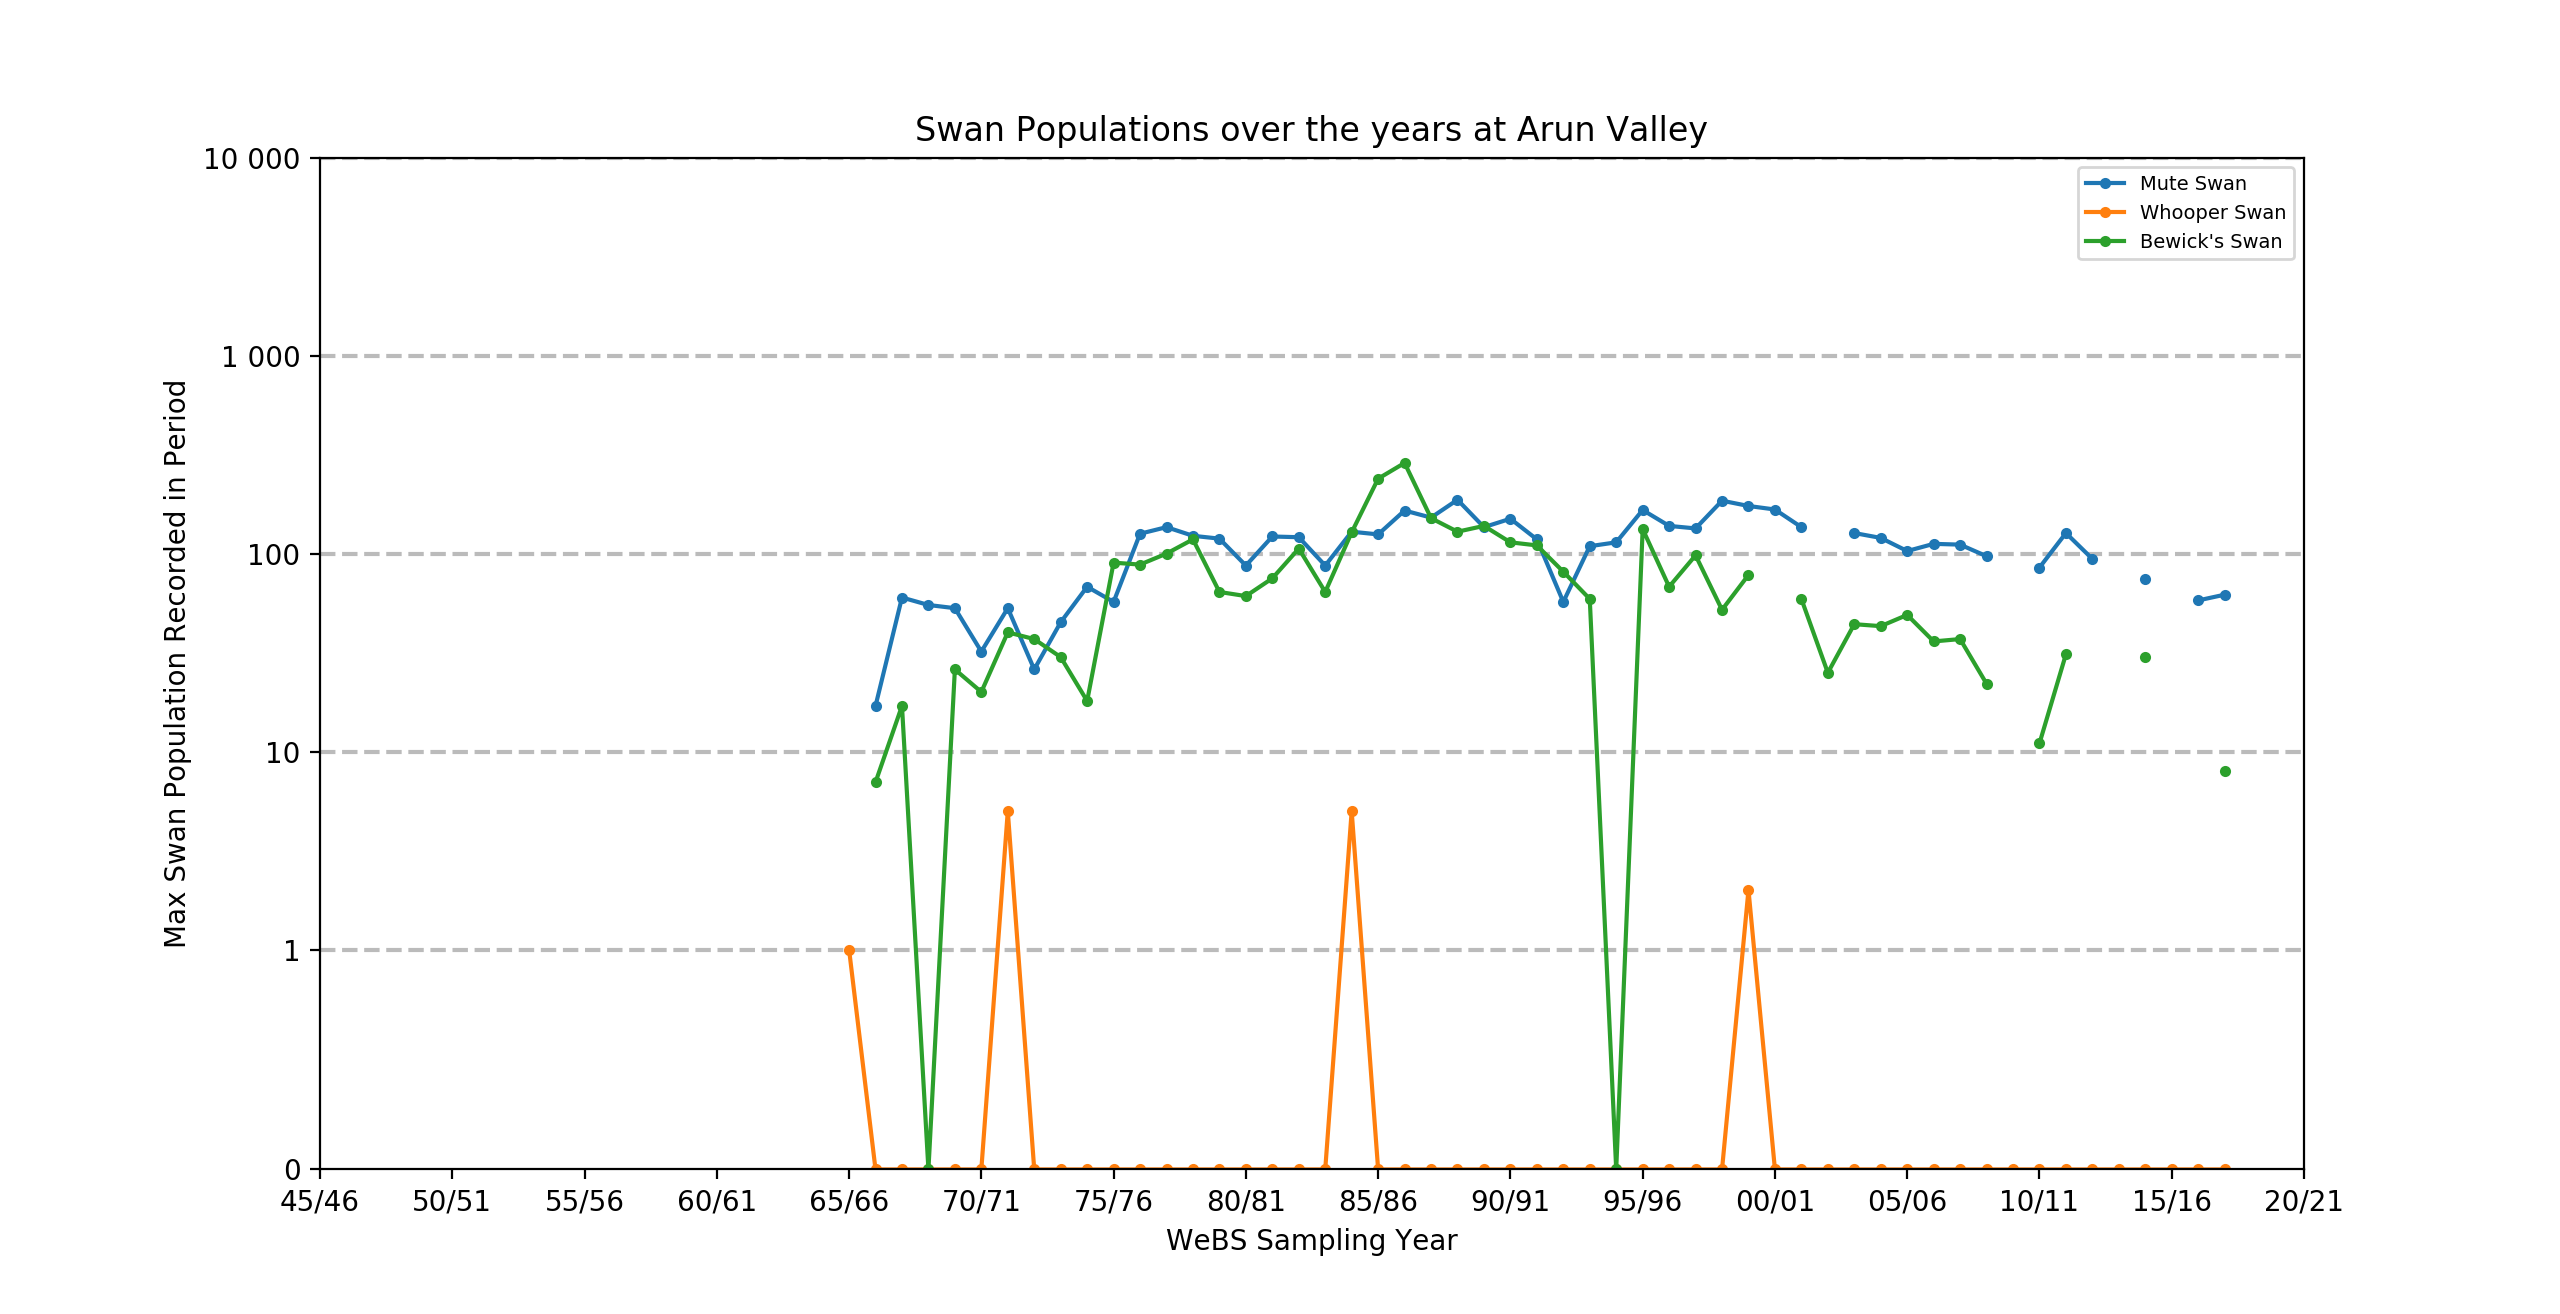 Swan Populations over the years at Arun Valley
10 000
1 000
100
10
1
0
Max Swan Population Recorded in Period
Mute Swan
Whooper Swan
Bewick's Swan
45/46 50/51 55/56 60/61 65/66 70/71 75/76 80/81 85/86 90/91 95/96 00/01 05/06 10/11 15/16 20/21
WeBS Sampling Year